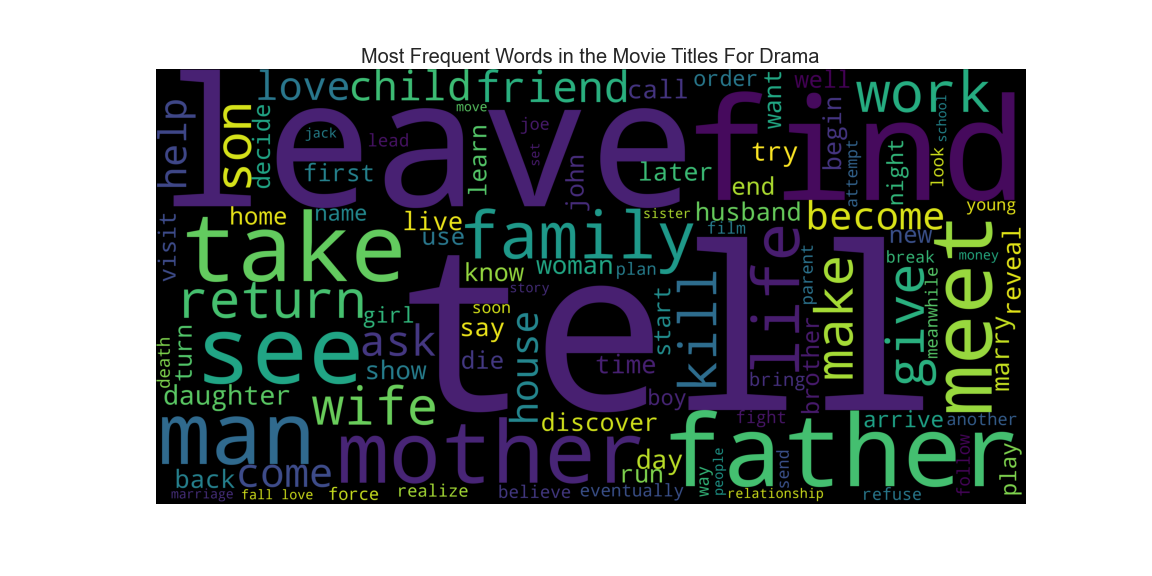 Most Frequent Words in the Movie Titles For Drama
leave
find
tell
love
child
friend
call
order
want
well
work
help
son
decide
move
jack
lead
first
learn
joe
set
john
later
try
end
begin
attempt
night
look
school
visit
home
name
live
use
take
family
sister
husband
film
become
new
young
break
money
meet
reveal
return
girl
know
woman
plan
story
soon
say
see
ask
show
die
house
time
start
kill
life
parent
make
give
meanwhile
marry
death
turn
daughter
wife
boy
bring
brother
discover
fight
arrive
another
man
mother
father
back
come
day
run
way
people
send
follow
play
marriage
fall love
force
realize
believe
eventually
relationship
refuse